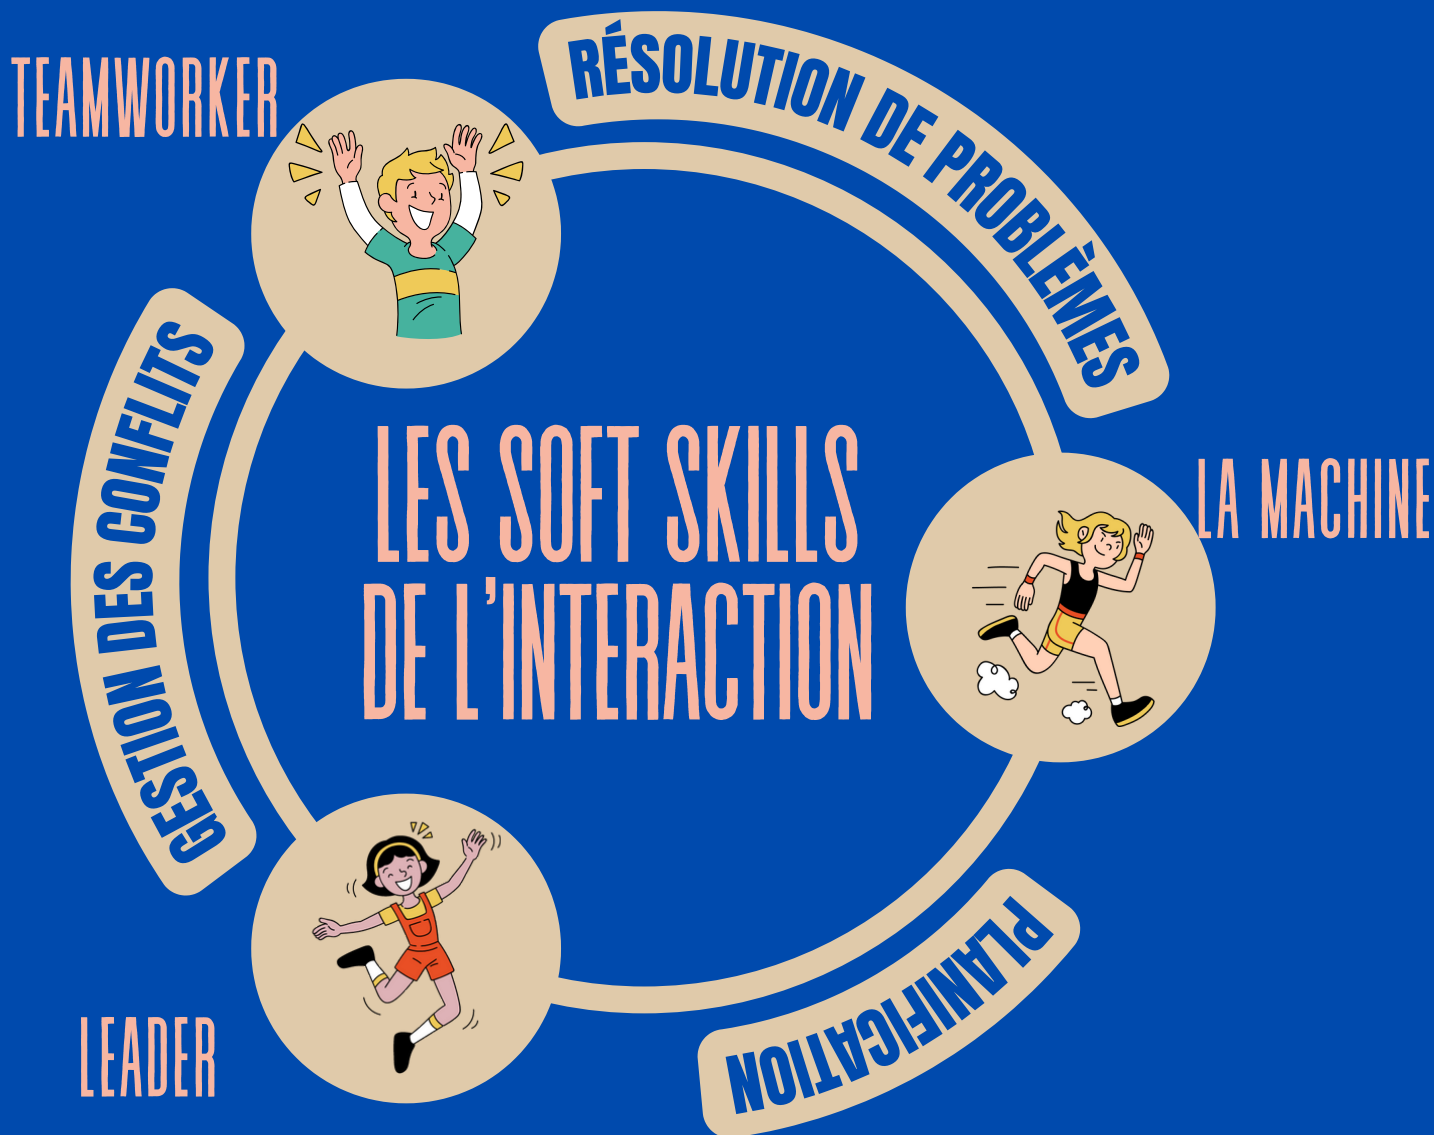 TEAMWORKER
RÉSOLUTION DE PROBLÈMES
GESTION DES CONFLITS
LES SOFT SKILLS
DE L'INTERACTION
LA MACHINE
PLANIFICATION
LEADER